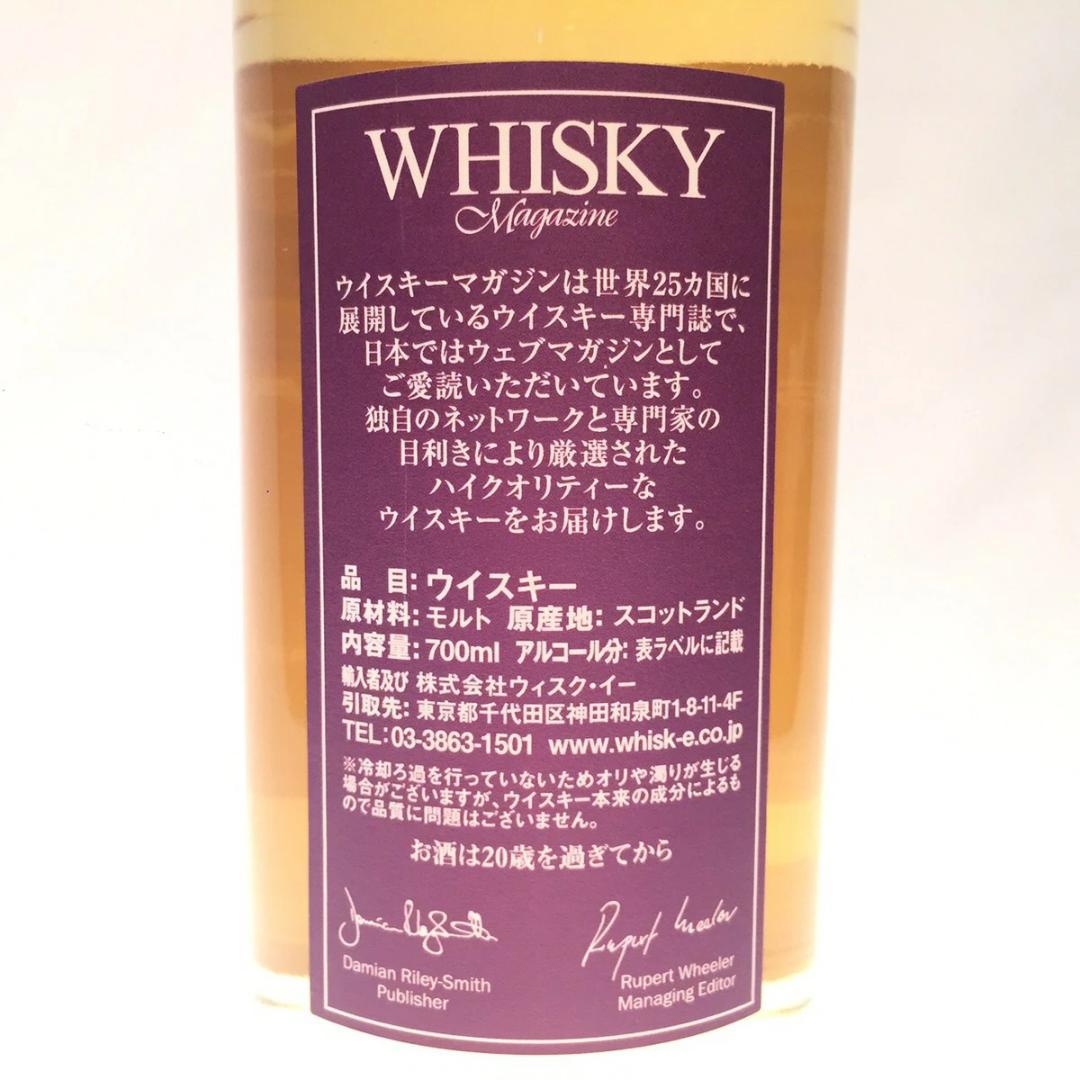 WHISKY
Magazine
ウイスキーマガジンは世界25カ国に
展開しているウイスキー専門誌で、
日本ではウェブマガジンとして
ご愛読いただいています。
独自のネットワークと専門家の
目利きにより厳選された
ハイクオリティーな
ウイスキーをお届けします。
品 目：ウイスキー
原材料：モルト 原産地：スコットランド
内容量：700ml アルコール分：表ラベルに記載
輸入者及び 株式会社ウィスク・イー
引取先：東京都千代田区神田和泉町1-8-11-4F
TEL：03-3863-1501 www.whisk-e.co.jp
※冷却ろ過を行っていないためオリや濁りが生じる
場合がございますが、ウイスキー本来の成分によるも
ので品質に問題はございません。
お酒は20歳を過ぎてから
Damian Riley-Smith
Rupert Wheeler
Damian Riley-Smith
Publisher
Rupert Wheeler
Managing Editor